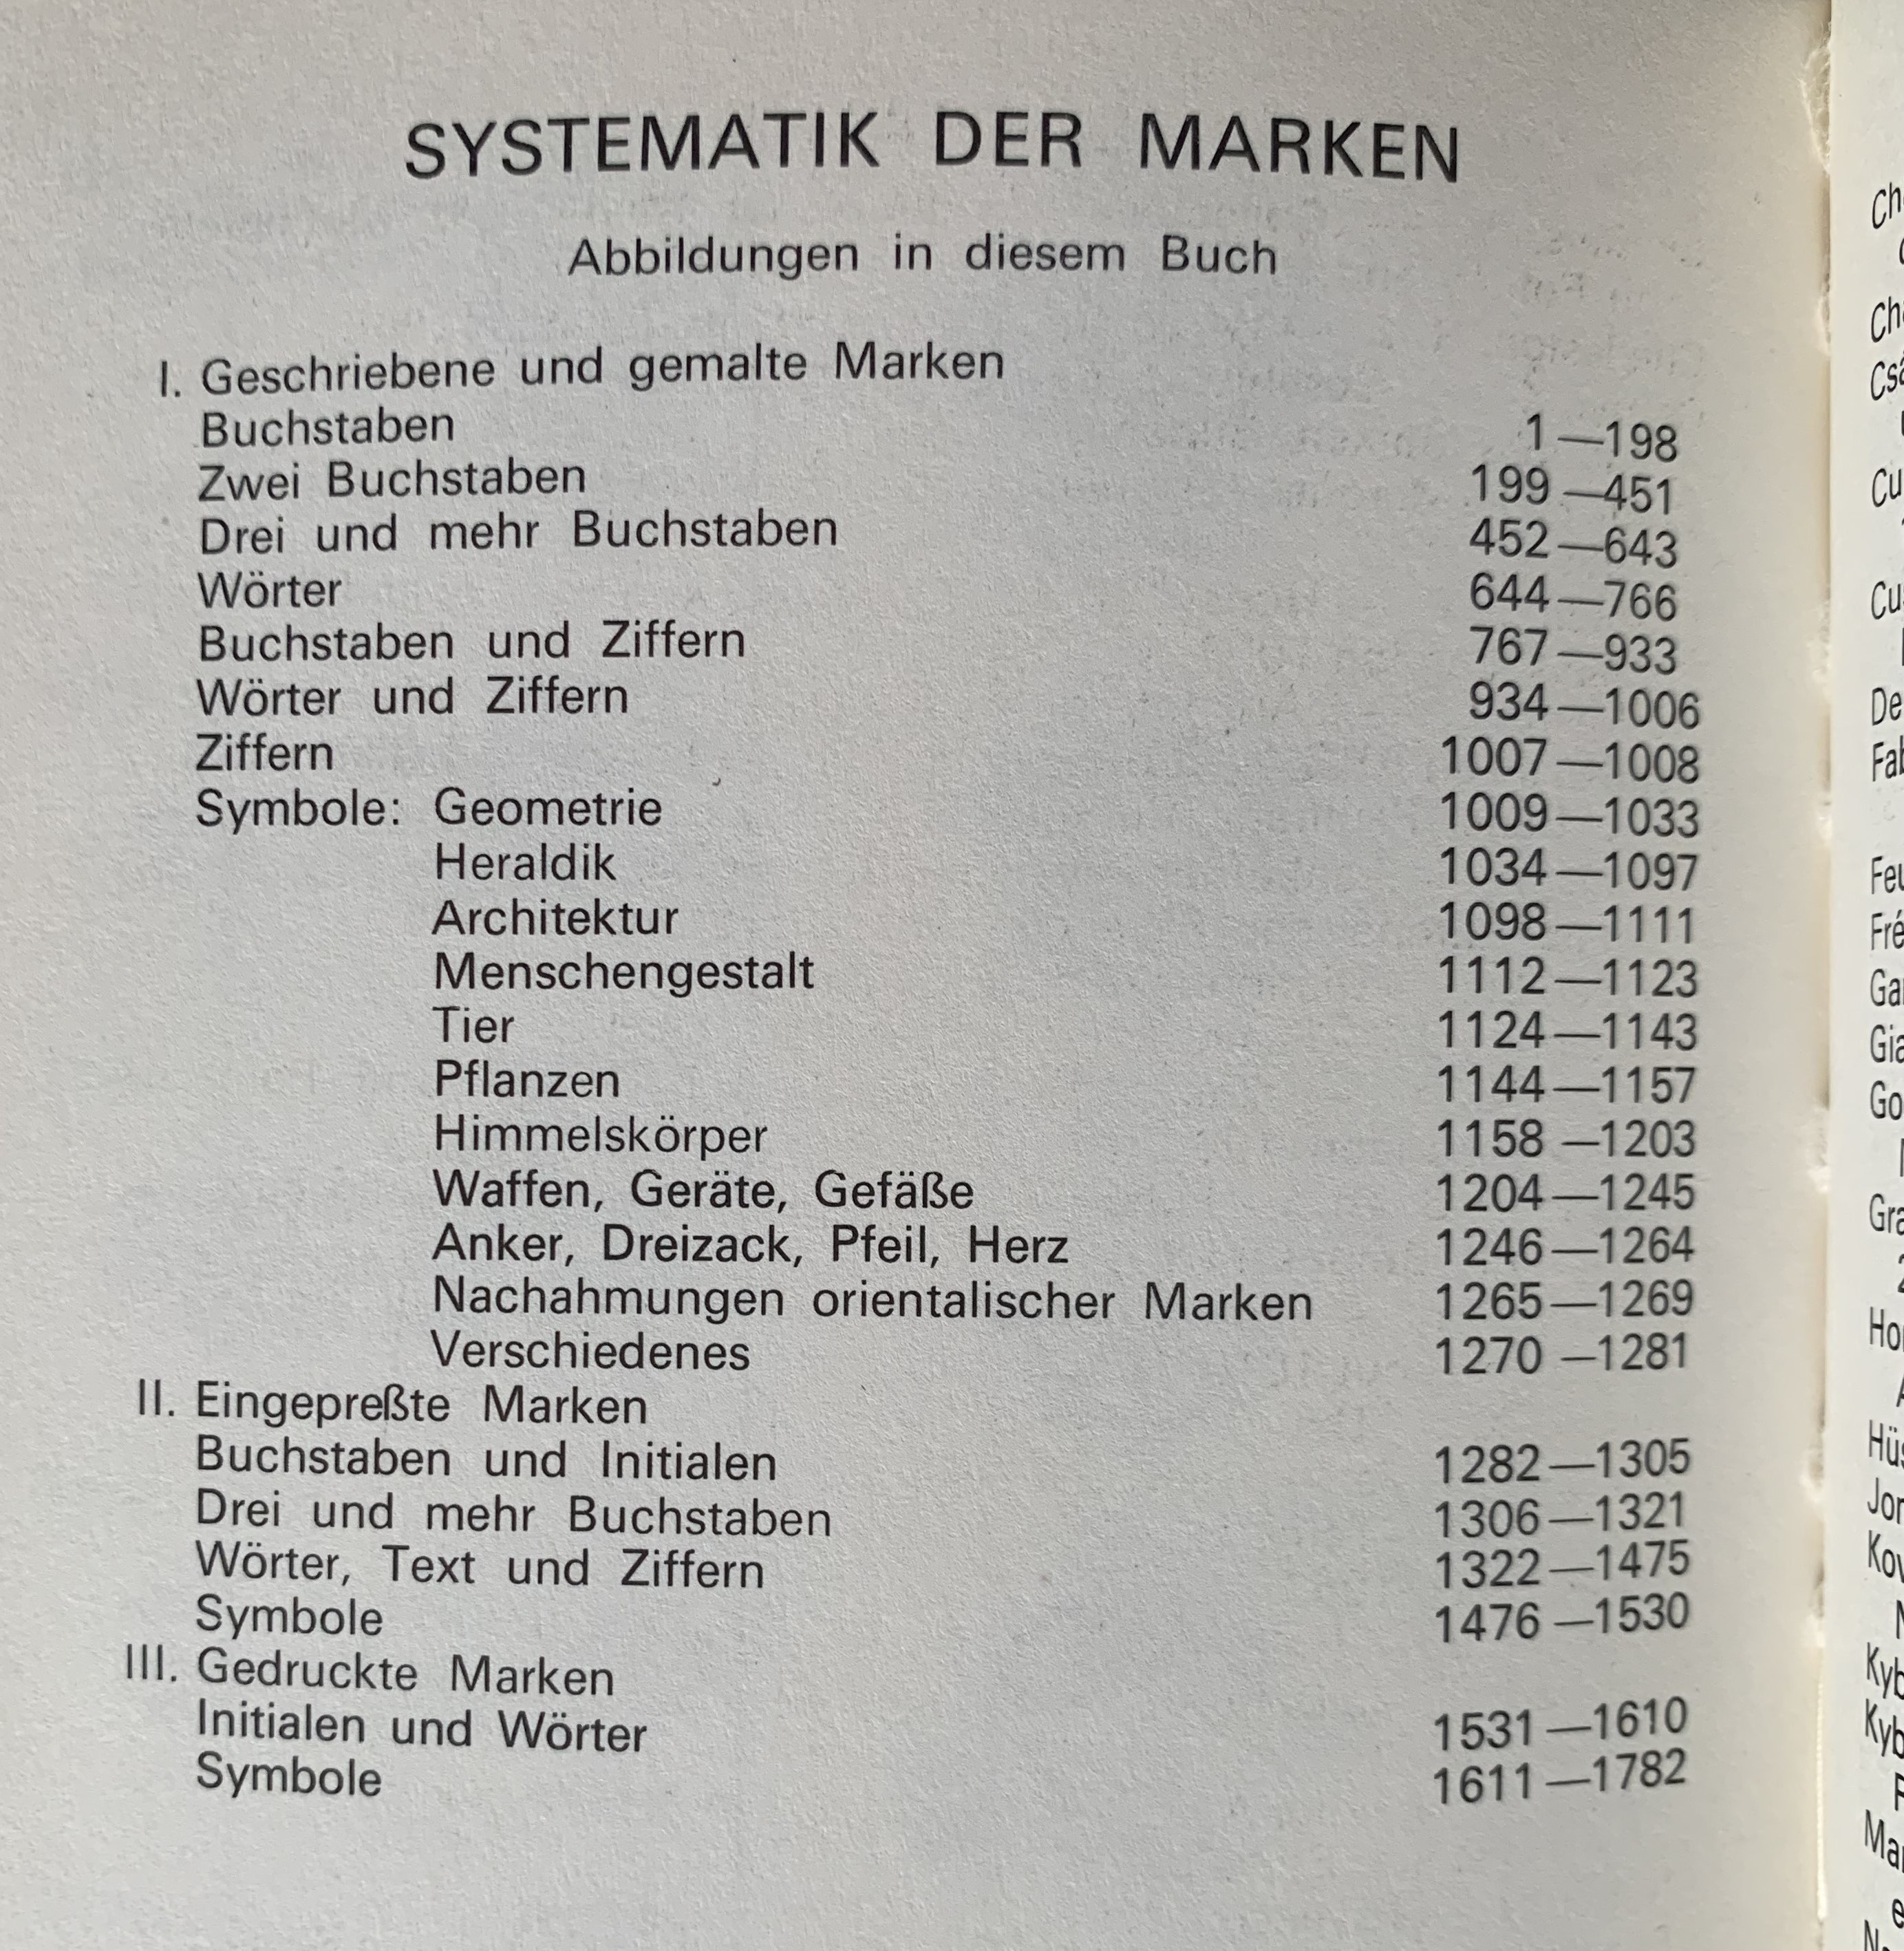 SYSTEMATIK DER MARKEN
Abbildungen in diesem Buch
I. Geschriebene und gemalte Marken
Buchstaben 1—198
Zwei Buchstaben 199—451
Drei und mehr Buchstaben 452—643
Wörter 644—766
Buchstaben und Ziffern 767—933
Wörter und Ziffern 934—1006
Ziffern 1007—1008
Symbole: Geometrie 1009—1033
Heraldik 1034—1097
Architektur 1098—1111
Menschengestalt 1112—1123
Tier 1124—1143
Pflanzen 1144—1157
Himmelskörper 1158—1203
Waffen, Geräte, Gefäße 1204—1245
Anker, Dreizack, Pfeil, Herz 1246—1264
Nachahmungen orientalischer Marken 1265—1269
Verschiedenes 1270—1281
II. Eingepreßte Marken
Buchstaben und Initialen 1282—1305
Drei und mehr Buchstaben 1306—1321
Wörter, Text und Ziffern 1322—1475
Symbole 1476—1530
III. Gedruckte Marken
Initialen und Wörter 1531—1610
Symbole 1611—1782